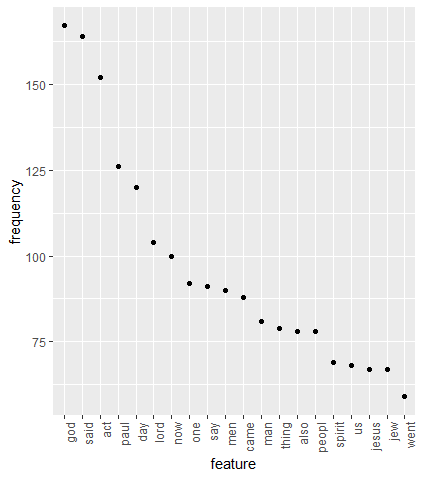 frequency
150
125
100
75
god
said
act
paul
day
lord
now
one
say
men
came
man
thing
also
peopl
spirit
us
jesus
jew
went
feature